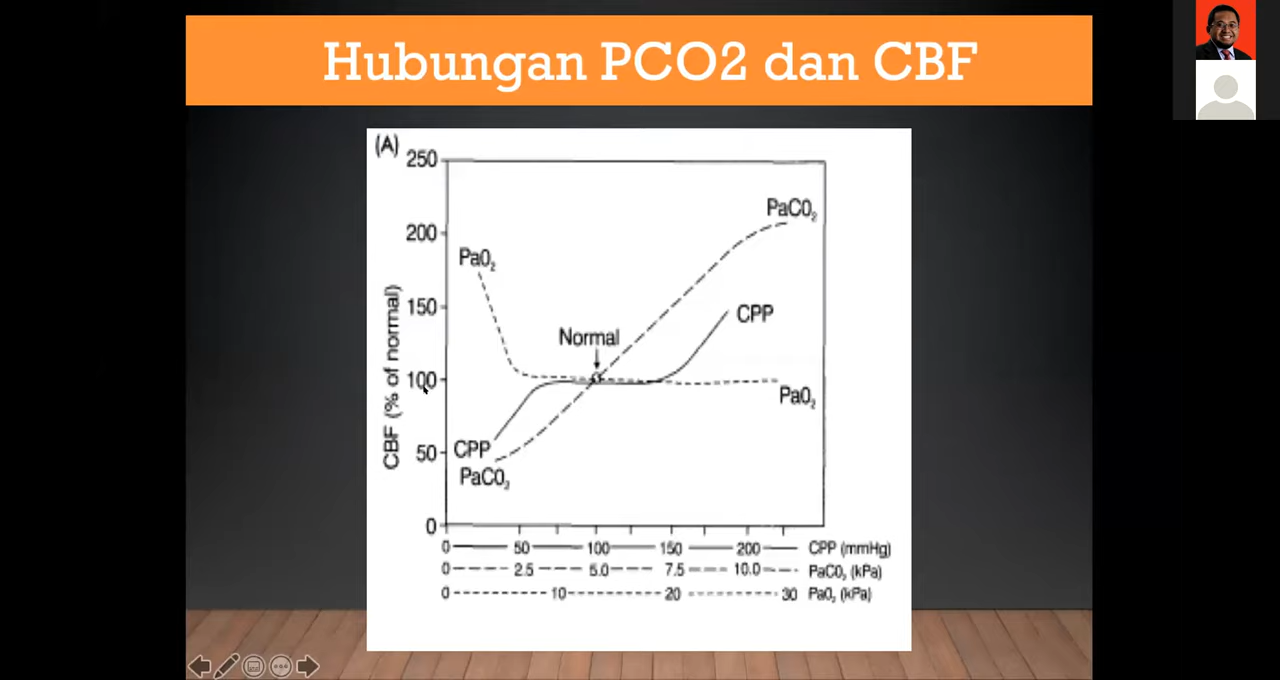 Hubungan PCO2 dan CBF
(A)
250
200
150
100
50
0
CBF (% of normal)
PaO₂
PaCO₂
Normal
CPP
PaO₂
CPP
PaCO₂
0 50 100 150 200 CPP (mmHg)
0 2.5 5.0 7.5 10.0 PaCO₂ (kPa)
0 10 20 30 PaO₂ (kPa)